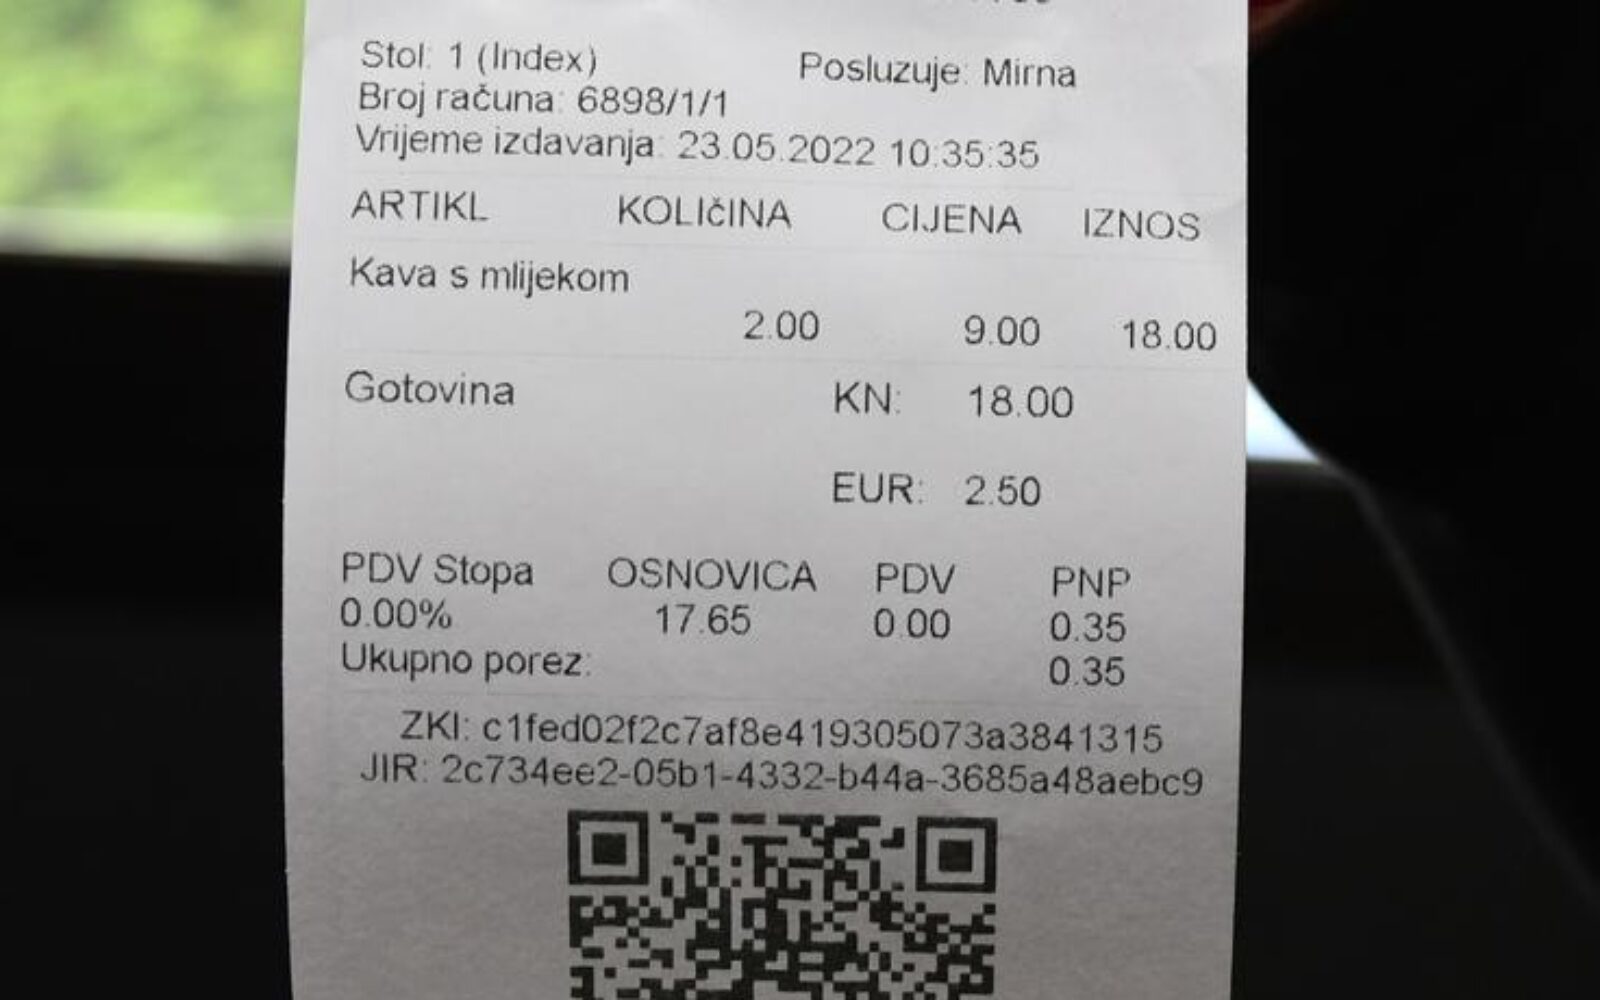 Stol: 1 (Index) Posluzuje: Mirna
Broj računa: 6898/1/1
Vrijeme izdavanja: 23.05.2022 10:35:35
ARTIKL KOLIčINA CIJENA IZNOS
Kava s mlijekom
2.00 9.00 18.00
Gotovina KN: 18.00
EUR: 2.50
PDV Stopa OSNOVICA PDV PNP
0.00% 17.65 0.00 0.35
Ukupno porez: 0.35
ZKI: c1fed02f2c7af8e419305073a3841315
JIR: 2c734ee2-05b1-4332-b44a-3685a48aebc9